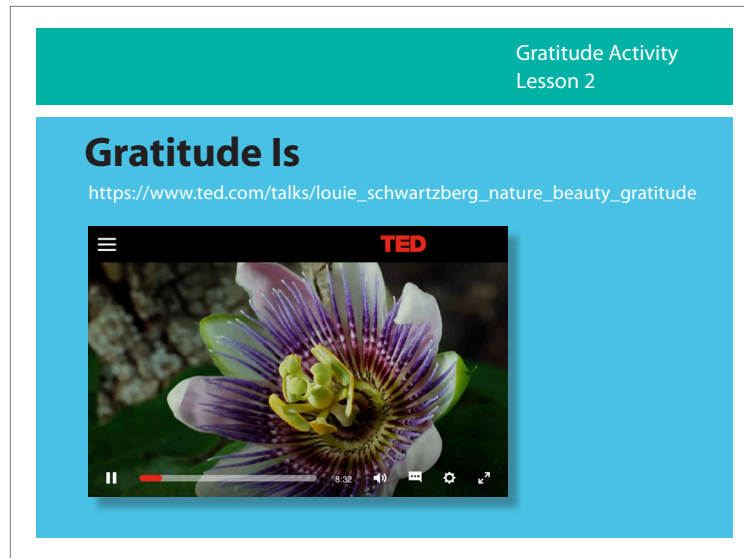 Gratitude Activity
Lesson 2
Gratitude Is
https://www.ted.com/talks/louie_schwartzberg_nature_beauty_gratitude
TED
8:32